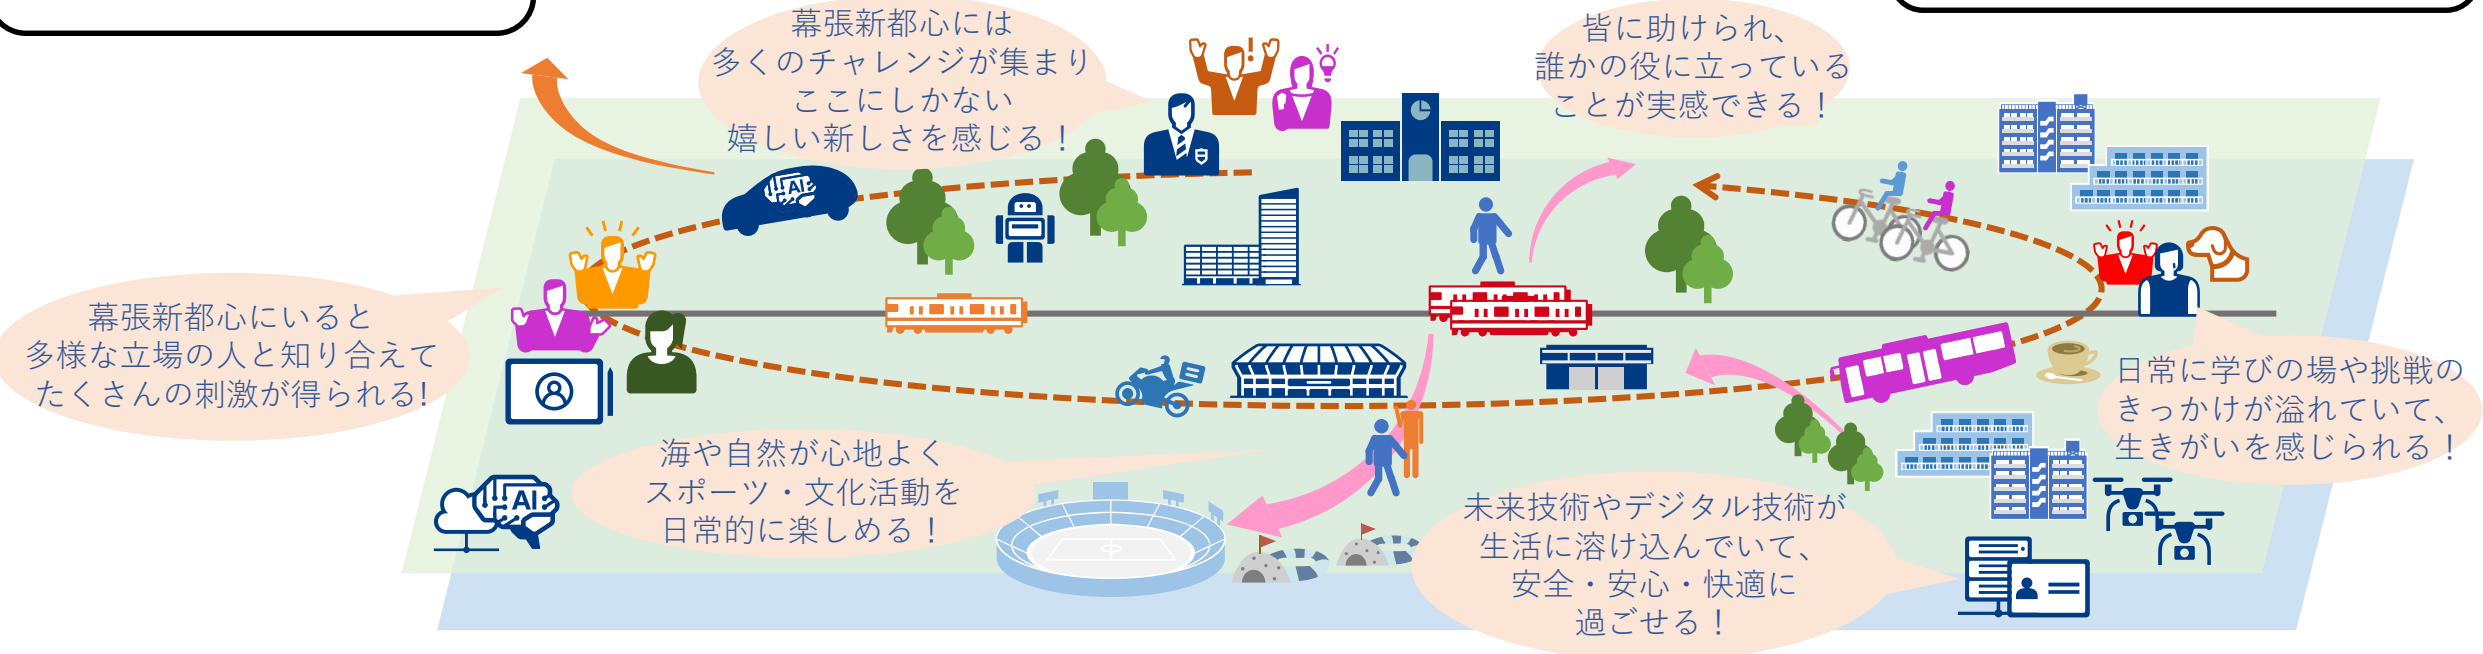 幕張新都心には
多くのチャレンジが集まり
ここにしかない
嬉しい新しさを感じる！
皆に助けられ、
誰かの役に立っている
ことが実感できる！
AI
幕張新都心にいると
多様な立場の人と知り合えて
たくさんの刺激が得られる!
日常に学びの場や挑戦の
きっかけが溢れていて、
生きがいを感じられる！
海や自然が心地よく
スポーツ・文化活動を
日常的に楽しめる！
AI
未来技術やデジタル技術が
生活に溶け込んでいて、
安全・安心・快適に
過ごせる！